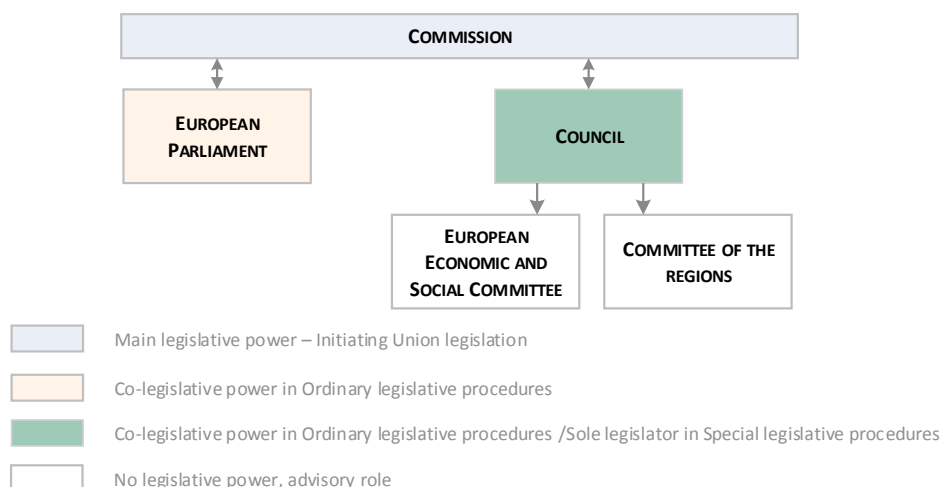 COMMISSION
EUROPEAN
PARLIAMENT
COUNCIL
EUROPEAN
ECONOMIC AND
SOCIAL COMMITTEE
COMMITTEE OF THE
REGIONS
Main legislative power – Initiating Union legislation
Co-legislative power in Ordinary legislative procedures
Co-legislative power in Ordinary legislative procedures /Sole legislator in Special legislative procedures
No legislative power, advisory role